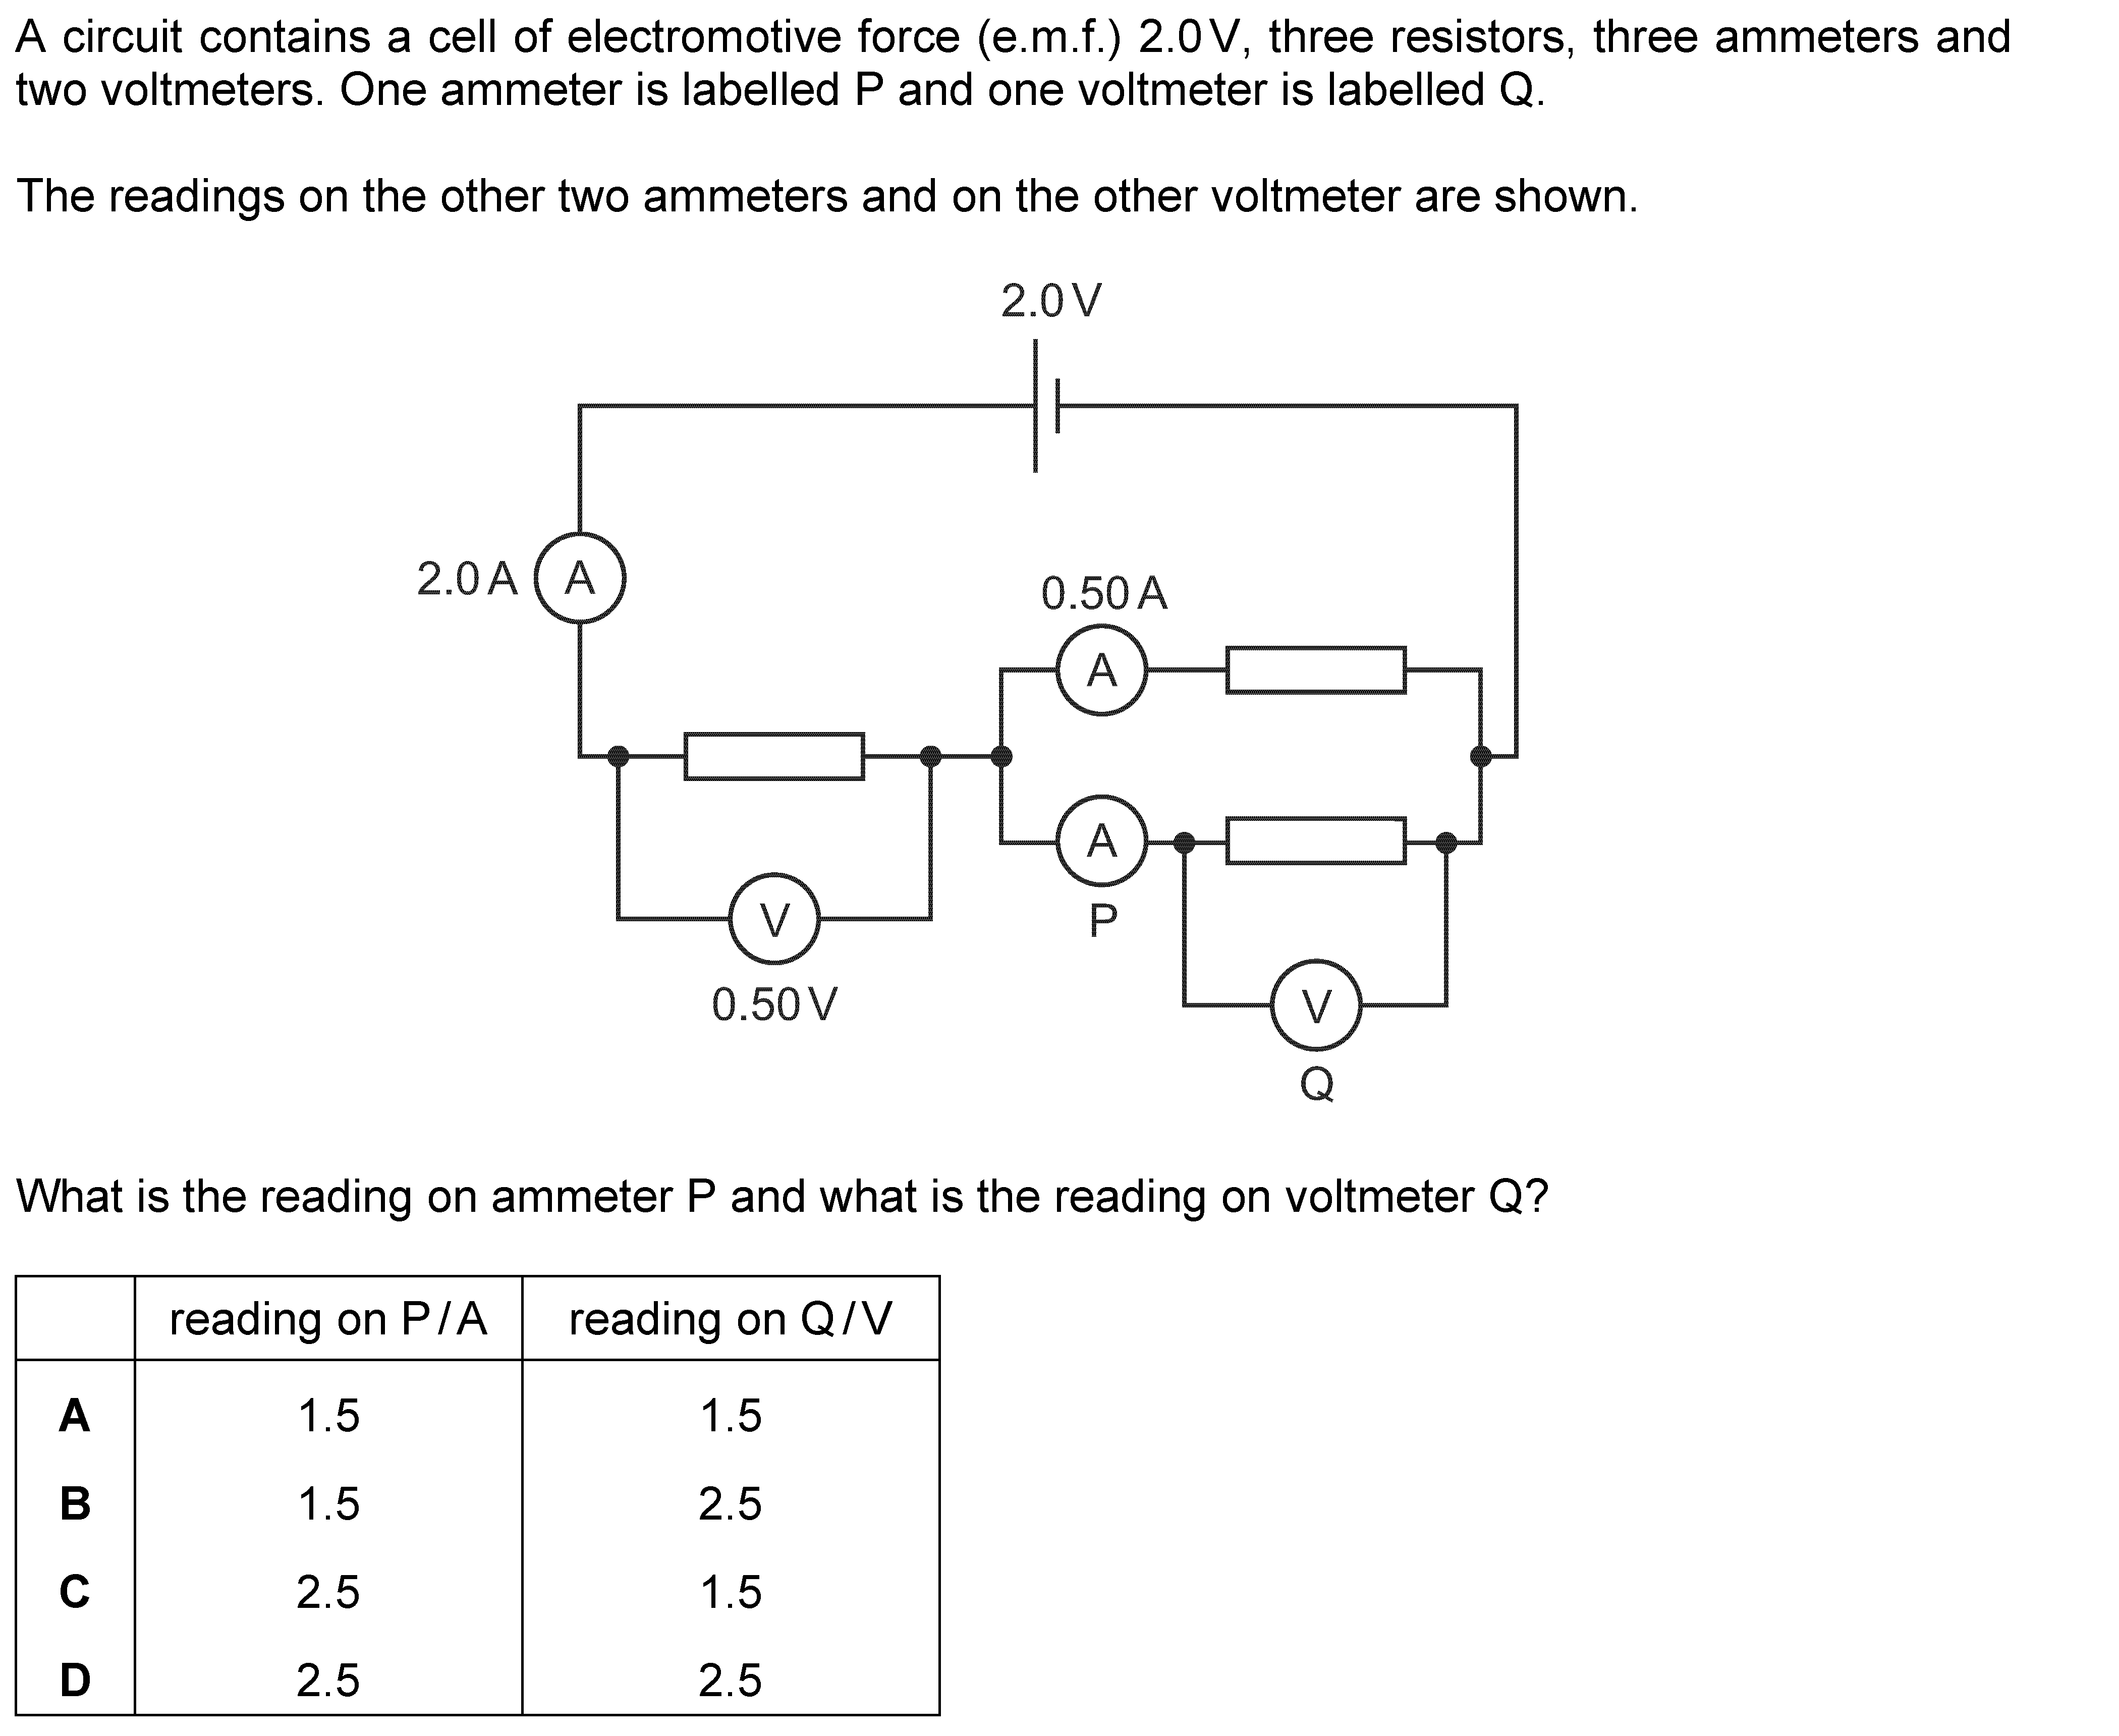 A circuit contains a cell of electromotive force (e.m.f.) 2.0 V, three resistors, three ammeters and
two voltmeters. One ammeter is labelled P and one voltmeter is labelled Q.
The readings on the other two ammeters and on the other voltmeter are shown.
2.0 V
2.0 A A
0.50 A
A
A
P
V
0.50 V
V
Q
What is the reading on ammeter P and what is the reading on voltmeter Q?
reading on P / A reading on Q / V
A 1.5 1.5
B 1.5 2.5
C 2.5 1.5
D 2.5 2.5